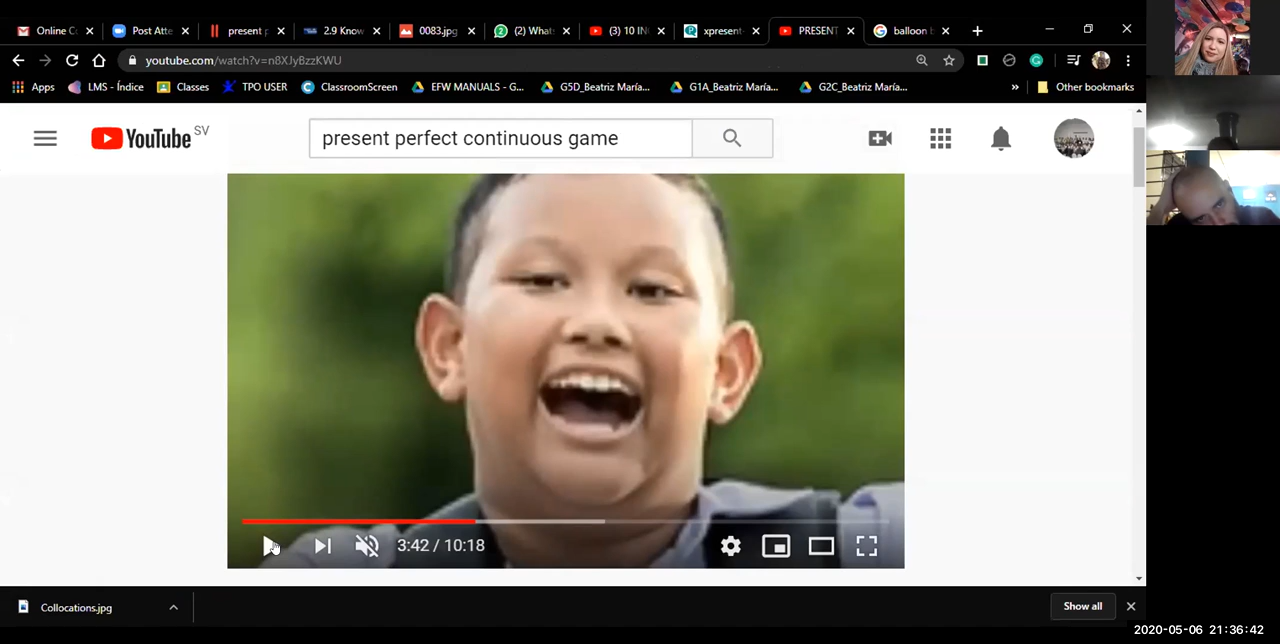 Online C
Post Atte
present p
2.9 Know
0083.jpg
(2) What
(3) 10 IN
xpresent
PRESENT
balloon b
youtube.com/watch?v=n8XJyBzzKWU
Apps
LMS - Índice
Classes
TPO USER
ClassroomScreen
EFW MANUALS - G...
G5D_Beatriz María...
G1A_Beatriz María...
G2C_Beatriz María...
»
Other bookmarks
YouTube SV
present perfect continuous game
3:42 / 10:18
Collocations.jpg
Show all
2020-05-06 21:36:42